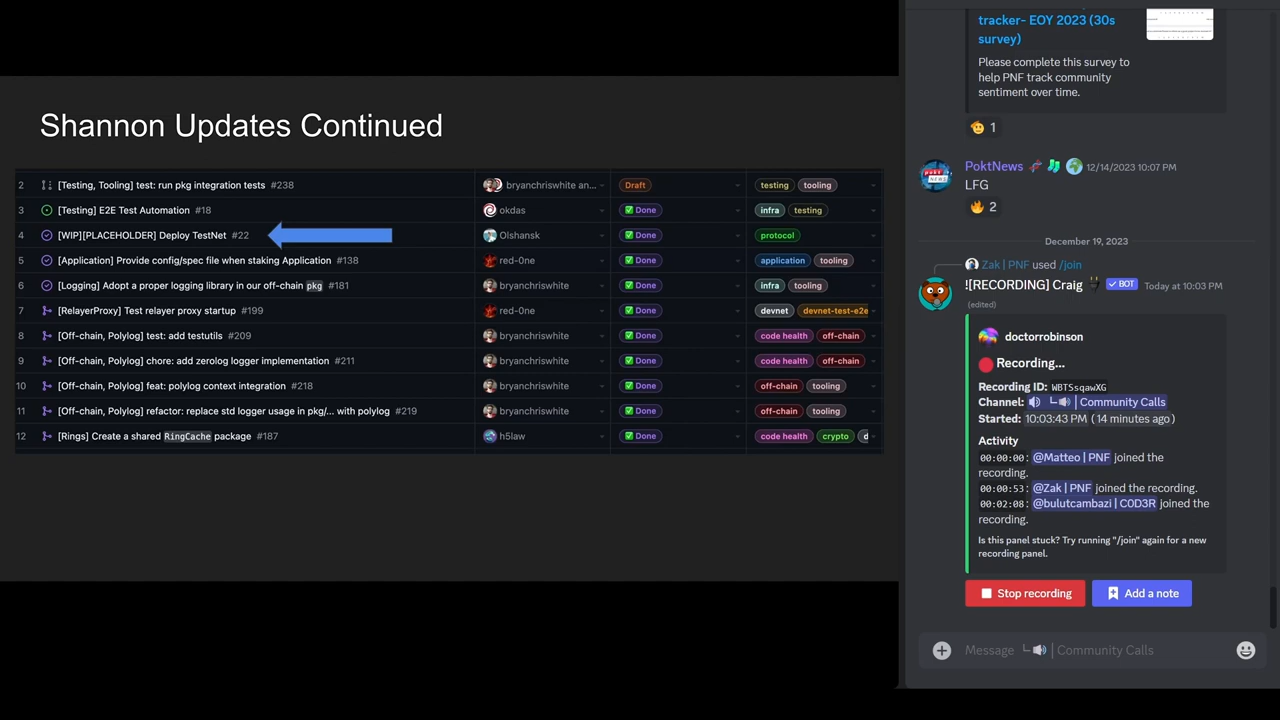 Shannon Updates Continued
2 [Testing, Tooling] test: run pkg integration tests #238 bryanchriswhite an... Draft testing tooling
3 [Testing] E2E Test Automation #18 okdas ✅ Done infra testing
4 [WIP][PLACEHOLDER] Deploy TestNet #22 Olshansk ✅ Done protocol
5 [Application] Provide config/spec file when staking Application #138 red-0ne ✅ Done application tooling
6 [Logging] Adopt a proper logging library in our off-chain pkg #181 bryanchriswhite ✅ Done infra tooling
7 [RelayerProxy] Test relayer proxy startup #199 red-0ne ✅ Done devnet devnet-test-e2e
8 [Off-chain, Polylog] test: add testutils #209 bryanchriswhite ✅ Done code health off-chain
9 [Off-chain, Polylog] chore: add zerolog logger implementation #211 bryanchriswhite ✅ Done code health off-chain
10 [Off-chain, Polylog] feat: polylog context integration #218 bryanchriswhite ✅ Done off-chain tooling
11 [Off-chain, Polylog] refactor: replace std logger usage in pkg/... with polylog #219 bryanchriswhite ✅ Done off-chain tooling
12 [Rings] Create a shared RingCache package #187 h5law ✅ Done code health crypto d
tracker- EOY 2023 (30s
survey)
Please complete this survey to
help PNF track community
sentiment over time.
1
PoktNews 12/14/2023 10:07 PM
LFG
🔥 2
December 19, 2023
Zak | PNF used /join
![RECORDING] Craig ✓ BOT Today at 10:03 PM
(edited)
doctorrobinson
🔴 Recording...
Recording ID: WBTSsqawXG
Channel: ┗🔊 | Community Calls
Started: 10:03:43 PM (14 minutes ago)
Activity
00:00:00: @Matteo | PNF joined the
recording.
00:00:53: @Zak | PNF joined the recording.
00:02:08: @bulutcambazi | C0D3R joined the
recording.
Is this panel stuck? Try running "/join" again for a new
recording panel.
Stop recording Add a note
Message ┗🔊 | Community Calls